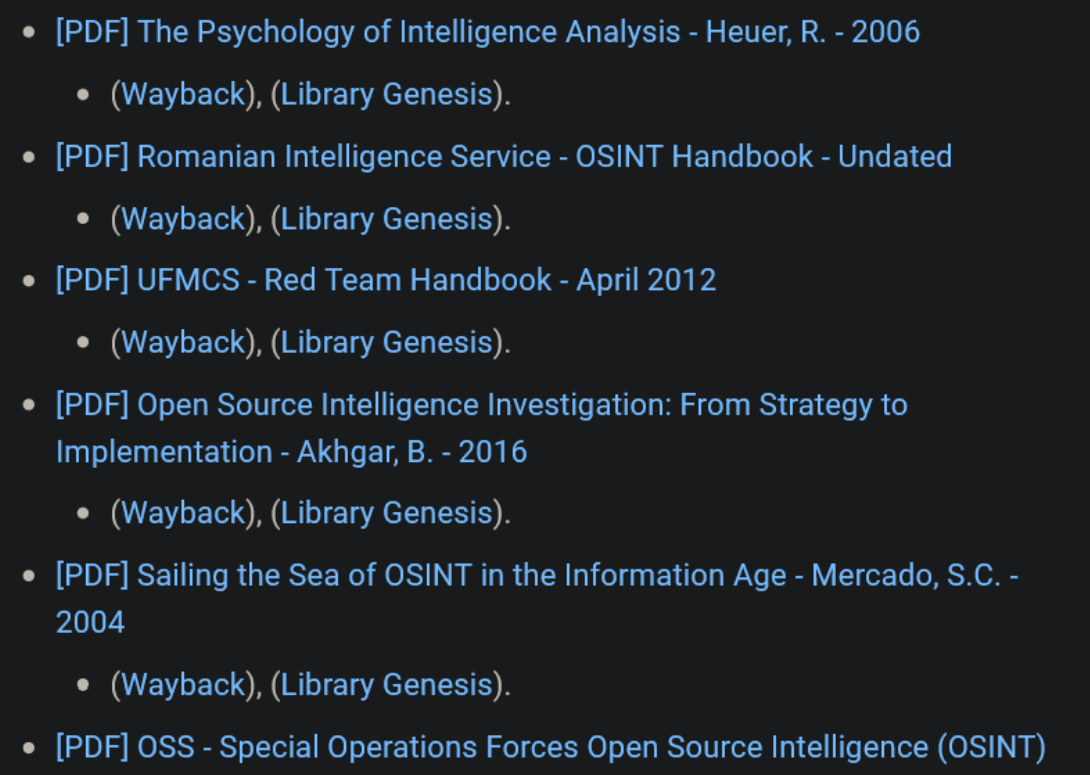 [PDF] The Psychology of Intelligence Analysis - Heuer, R. - 2006
(Wayback), (Library Genesis).
[PDF] Romanian Intelligence Service - OSINT Handbook - Undated
(Wayback), (Library Genesis).
[PDF] UFMCS - Red Team Handbook - April 2012
(Wayback), (Library Genesis).
[PDF] Open Source Intelligence Investigation: From Strategy to
Implementation - Akhgar, B. - 2016
(Wayback), (Library Genesis).
[PDF] Sailing the Sea of OSINT in the Information Age - Mercado, S.C. -
2004
(Wayback), (Library Genesis).
[PDF] OSS - Special Operations Forces Open Source Intelligence (OSINT)